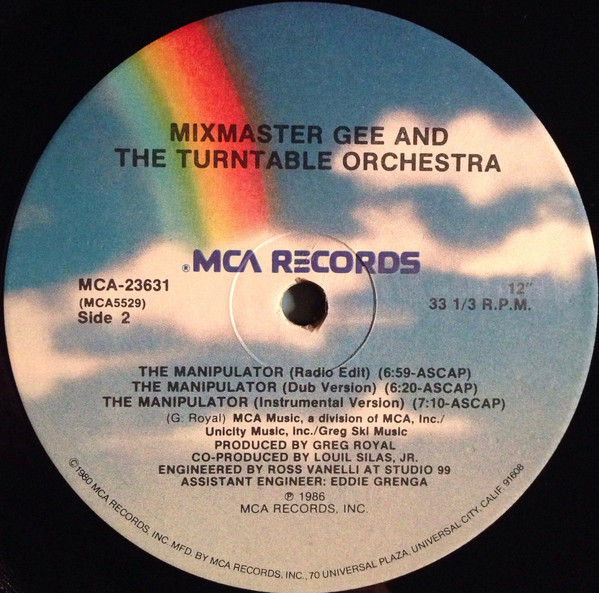 MIXMASTER GEE AND
THE TURNTABLE ORCHESTRA
® MCA RECORDS
MCA-23631
(MCA5529)
Side 2
12"
33 1/3 R.P.M.
THE MANIPULATOR (Radio Edit) (6:59-ASCAP)
THE MANIPULATOR (Dub Version) (6:20-ASCAP)
THE MANIPULATOR (Instrumental Version) (7:10-ASCAP)
(G. Royal) MCA Music, a division of MCA, Inc./
Unicity Music, Inc./Greg Ski Music
PRODUCED BY GREG ROYAL
CO-PRODUCED BY LOUIL SILAS, JR.
ENGINEERED BY ROSS VANELLI AT STUDIO 99
ASSISTANT ENGINEER: EDDIE GRENGA
℗ 1986
MCA RECORDS, INC.
©1980 MCA RECORDS, INC. MFD. BY MCA RECORDS, INC., 70 UNIVERSAL PLAZA, UNIVERSAL CITY, CALIF. 91608